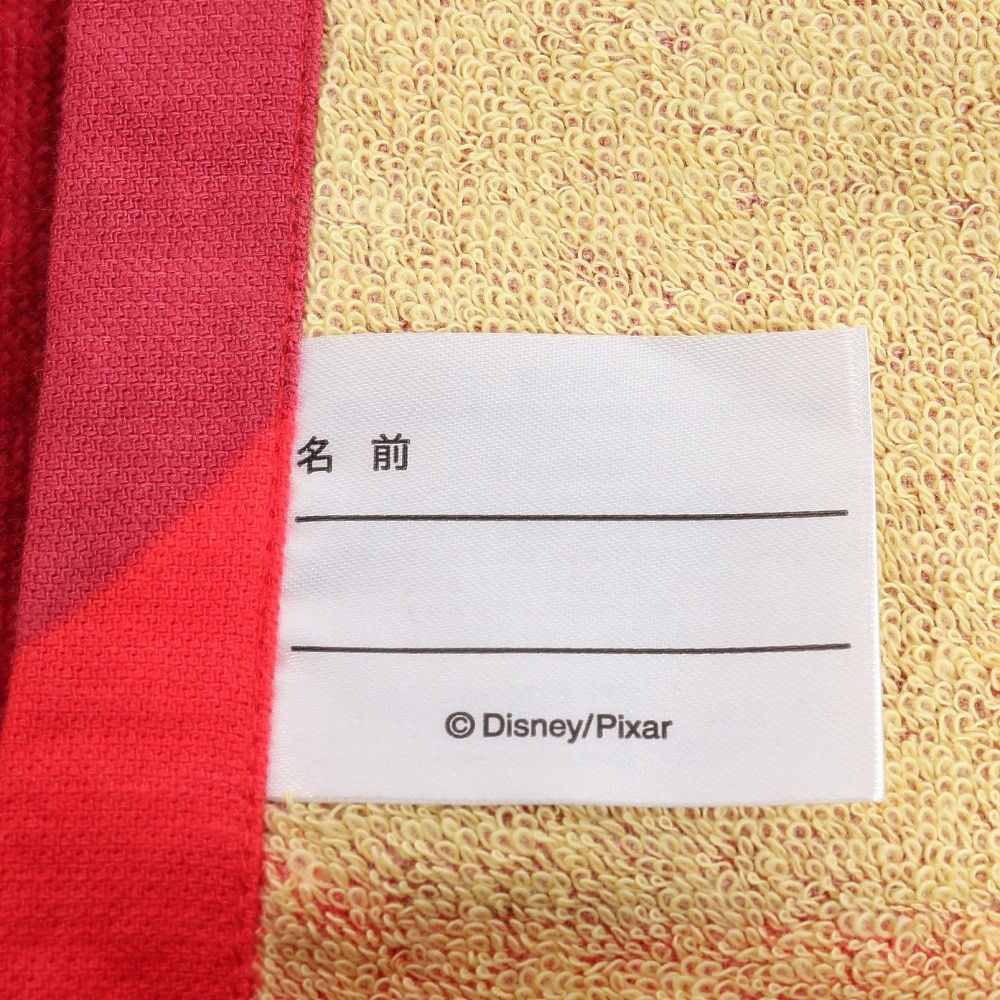 名 前
© Disney/Pixar